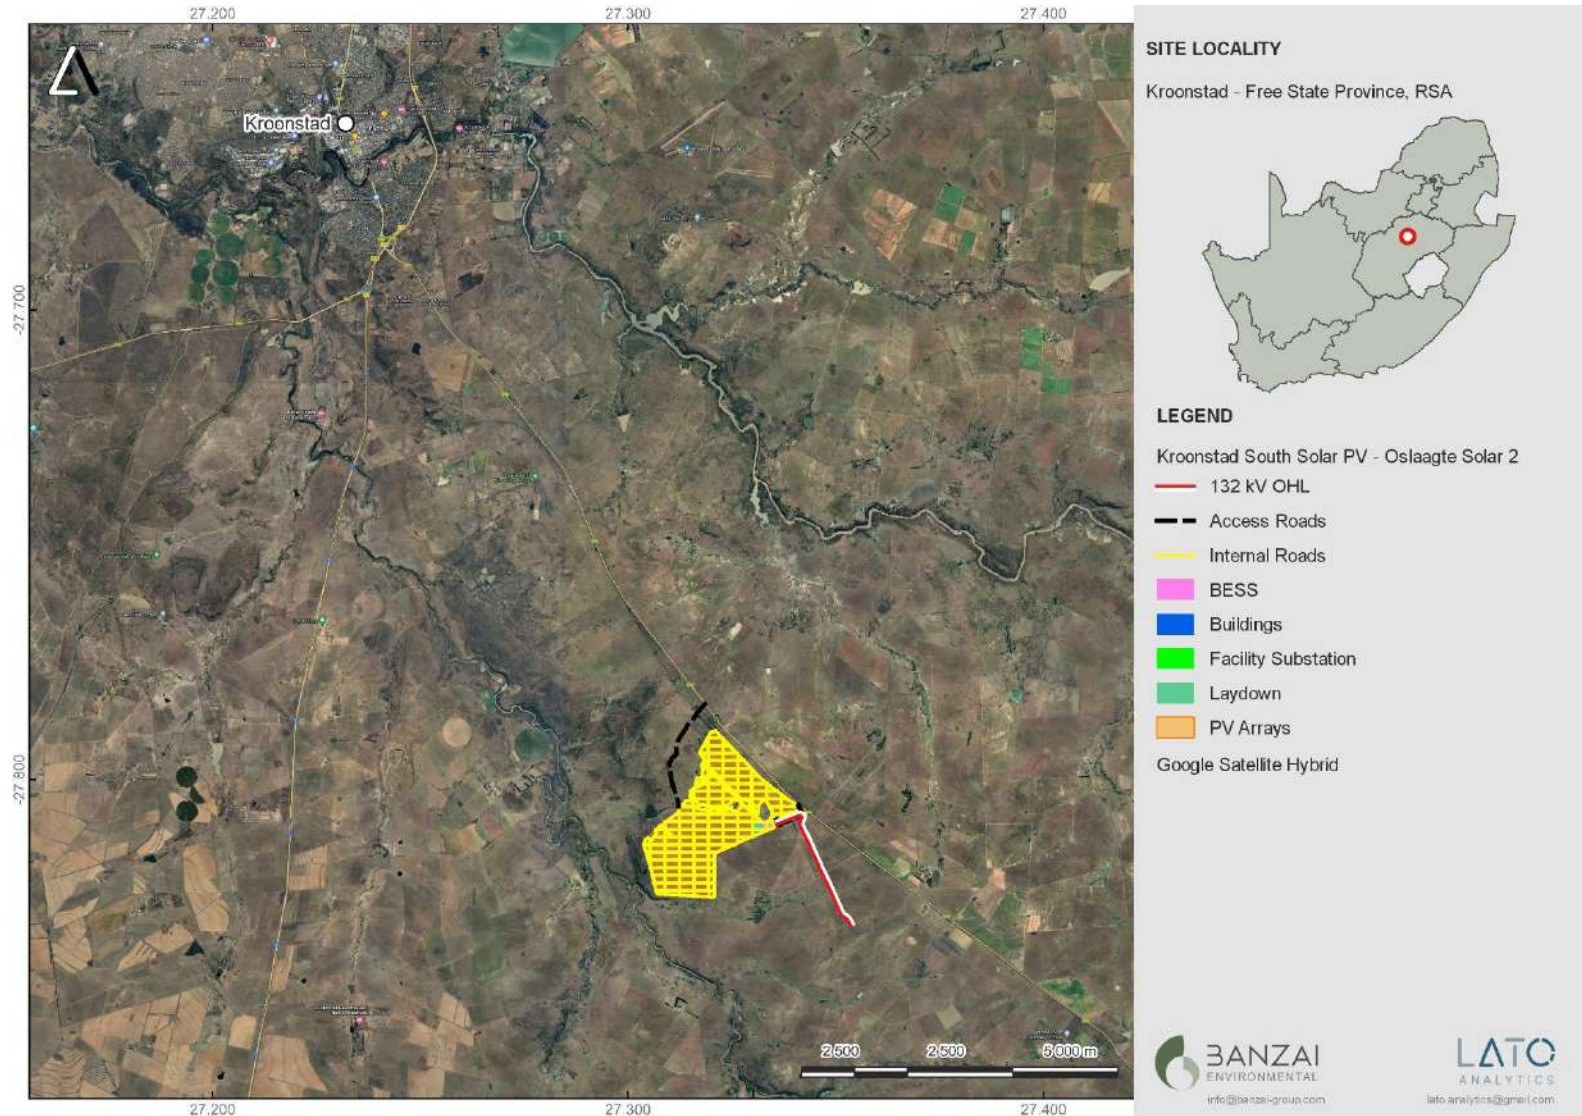 27.200
27.300
27.400
Kroonstad
-27.700
-27.800
2 500
2 500
5 000 m
27.200
27.300
27.400
SITE LOCALITY
Kroonstad - Free State Province, RSA
LEGEND
Kroonstad South Solar PV - Oslaagte Solar 2
132 kV OHL
Access Roads
Internal Roads
BESS
Buildings
Facility Substation
Laydown
PV Arrays
Google Satellite Hybrid
BANZAI
ENVIRONMENTAL
info@banzai-group.com
LATO
ANALYTICS
lato.analytics@gmail.com